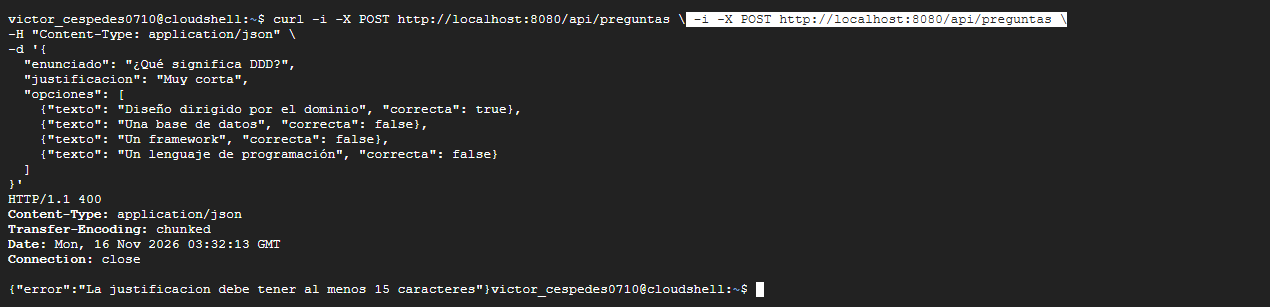 victor_cespedes0710@cloudshell:~$ curl -i -X POST http://localhost:8080/api/preguntas \ -i -X POST http://localhost:8080/api/preguntas \
-H "Content-Type: application/json" \
-d '{
  "enunciado": "¿Qué significa DDD?",
  "justificacion": "Muy corta",
  "opciones": [
    {"texto": "Diseño dirigido por el dominio", "correcta": true},
    {"texto": "Una base de datos", "correcta": false},
    {"texto": "Un framework", "correcta": false},
    {"texto": "Un lenguaje de programación", "correcta": false}
  ]
}'
HTTP/1.1 400
Content-Type: application/json
Transfer-Encoding: chunked
Date: Mon, 16 Nov 2026 03:32:13 GMT
Connection: close

{"error":"La justificacion debe tener al menos 15 caracteres"}victor_cespedes0710@cloudshell:~$